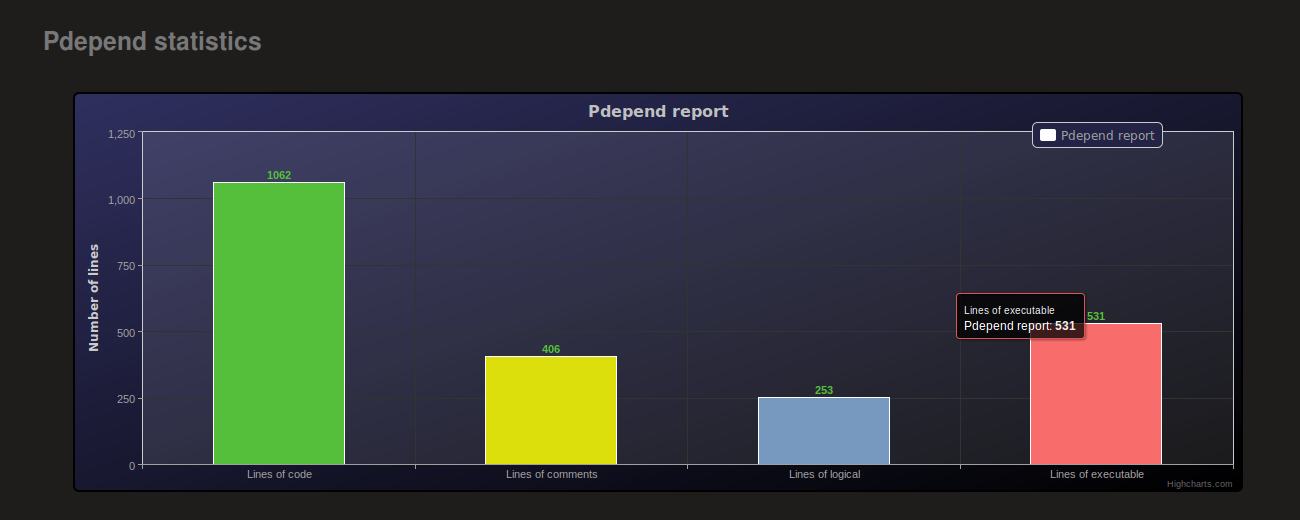 Pdepend statistics
Pdepend report
Pdepend report
Number of lines
1,250
1,000
750
500
250
0
1062
406
253
531
Lines of executable
Pdepend report: 531
Lines of code
Lines of comments
Lines of logical
Lines of executable
Highcharts.com